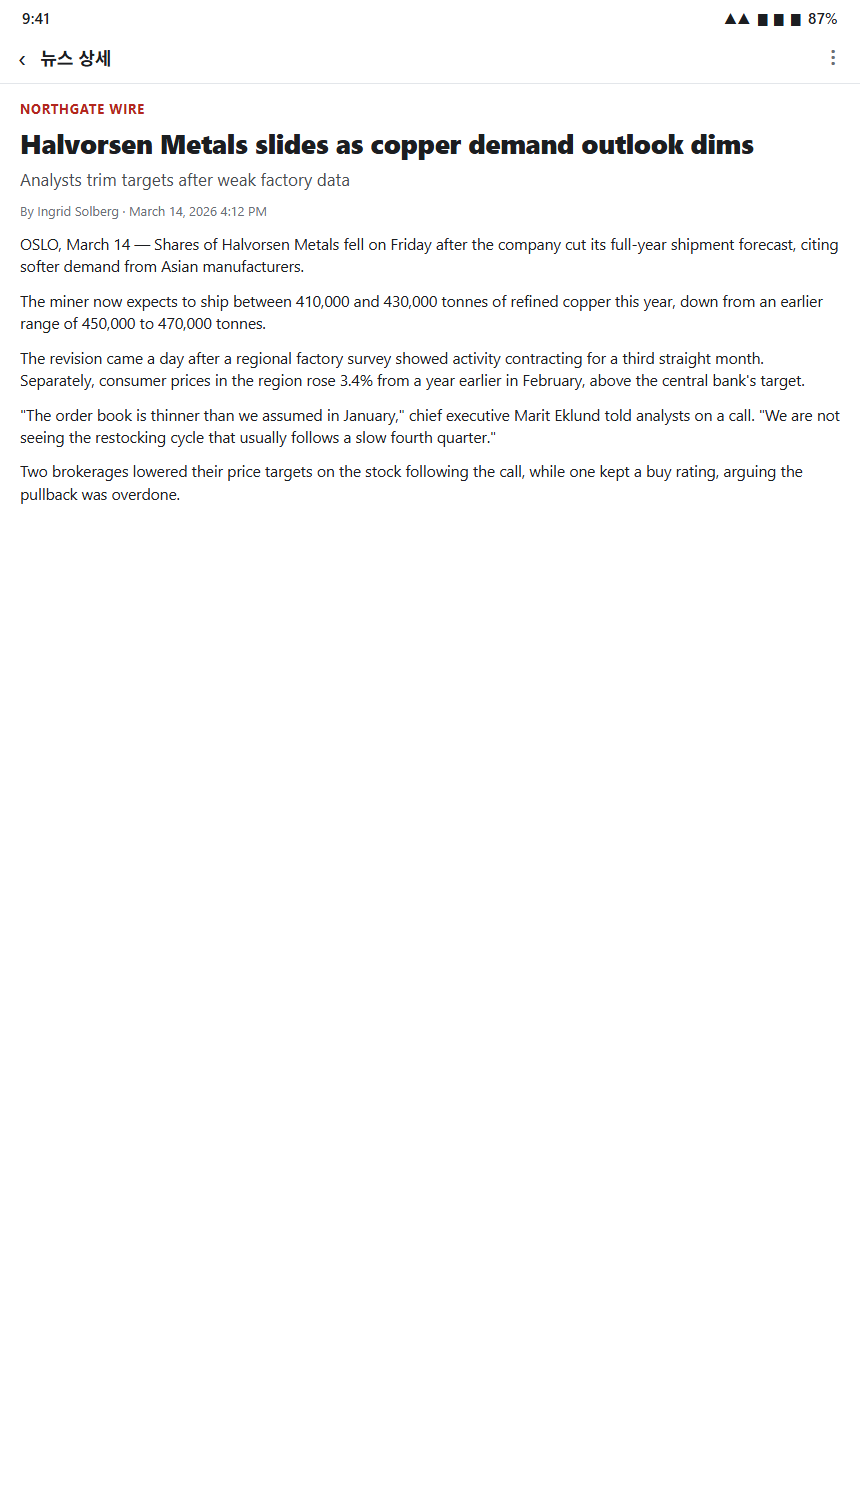 9:41
87%
뉴스 상세
NORTHGATE WIRE
Halvorsen Metals slides as copper demand outlook dims
Analysts trim targets after weak factory data
By Ingrid Solberg · March 14, 2026 4:12 PM
OSLO, March 14 — Shares of Halvorsen Metals fell on Friday after the company cut its full-year shipment forecast, citing
softer demand from Asian manufacturers.
The miner now expects to ship between 410,000 and 430,000 tonnes of refined copper this year, down from an earlier
range of 450,000 to 470,000 tonnes.
The revision came a day after a regional factory survey showed activity contracting for a third straight month.
Separately, consumer prices in the region rose 3.4% from a year earlier in February, above the central bank's target.
"The order book is thinner than we assumed in January," chief executive Marit Eklund told analysts on a call. "We are not
seeing the restocking cycle that usually follows a slow fourth quarter."
Two brokerages lowered their price targets on the stock following the call, while one kept a buy rating, arguing the
pullback was overdone.